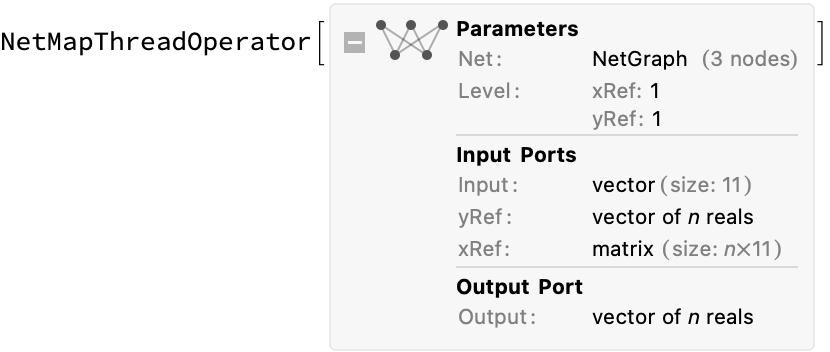 NetMapThreadOperator[
Parameters
Net: NetGraph (3 nodes)
Level: xRef: 1
yRef: 1
Input Ports
Input: vector (size: 11)
yRef: vector of n reals
xRef: matrix (size: n×11)
Output Port
Output: vector of n reals
]